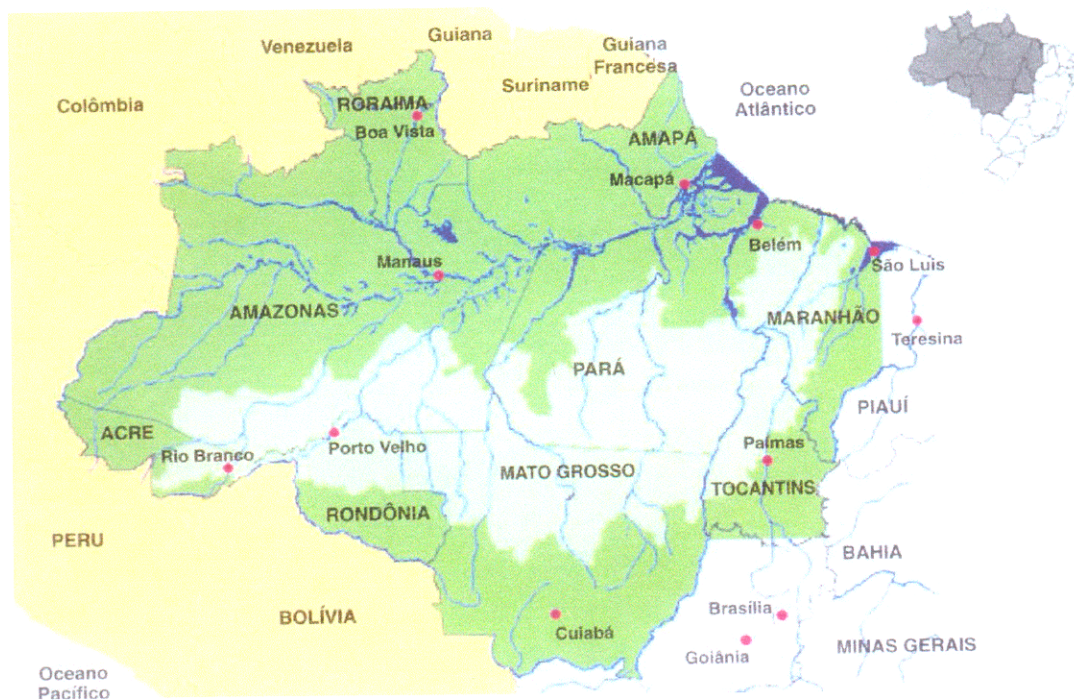 Venezuela
Guiana
Guiana
Francesa
Suriname
Oceano
Atlântico
Colômbia
RORAIMA
Boa Vista
AMAPÁ
Macapá
Belém
São Luis
Manaus
AMAZONAS
MARANHÃO
Teresina
PARÁ
PIAUÍ
ACRE
Rio Branco
Porto Velho
Palmas
MATO GROSSO
TOCANTINS
RONDÔNIA
PERU
BAHIA
BOLÍVIA
Brasília
Cuiabá
Goiânia
MINAS GERAIS
Oceano
Pacífico